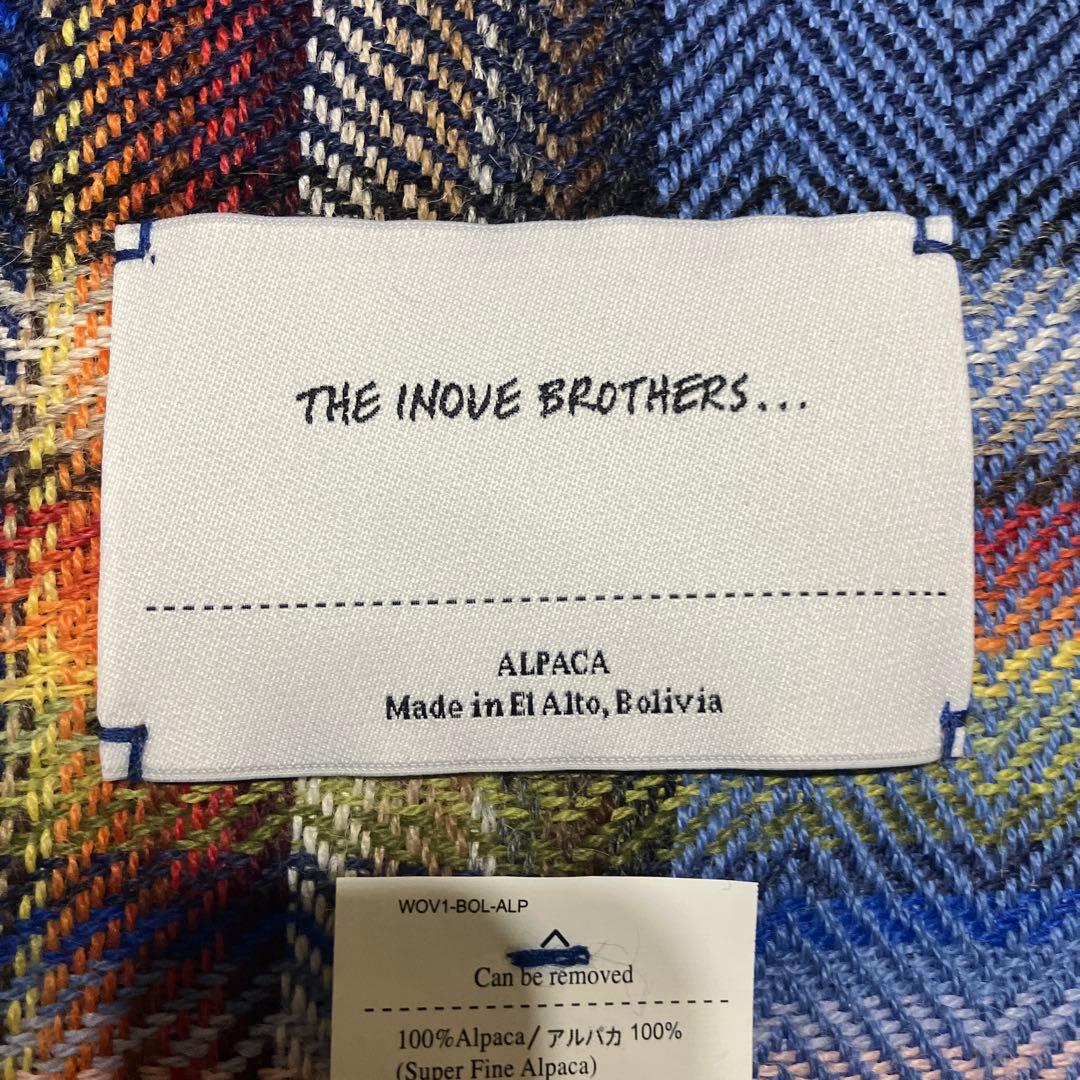 THE INOUE BROTHERS...
ALPACA
Made in El Alto, Bolivia
WOV1-BOL-ALP
Can be removed
100%Alpaca/アルパカ 100%
(Super Fine Alpaca)